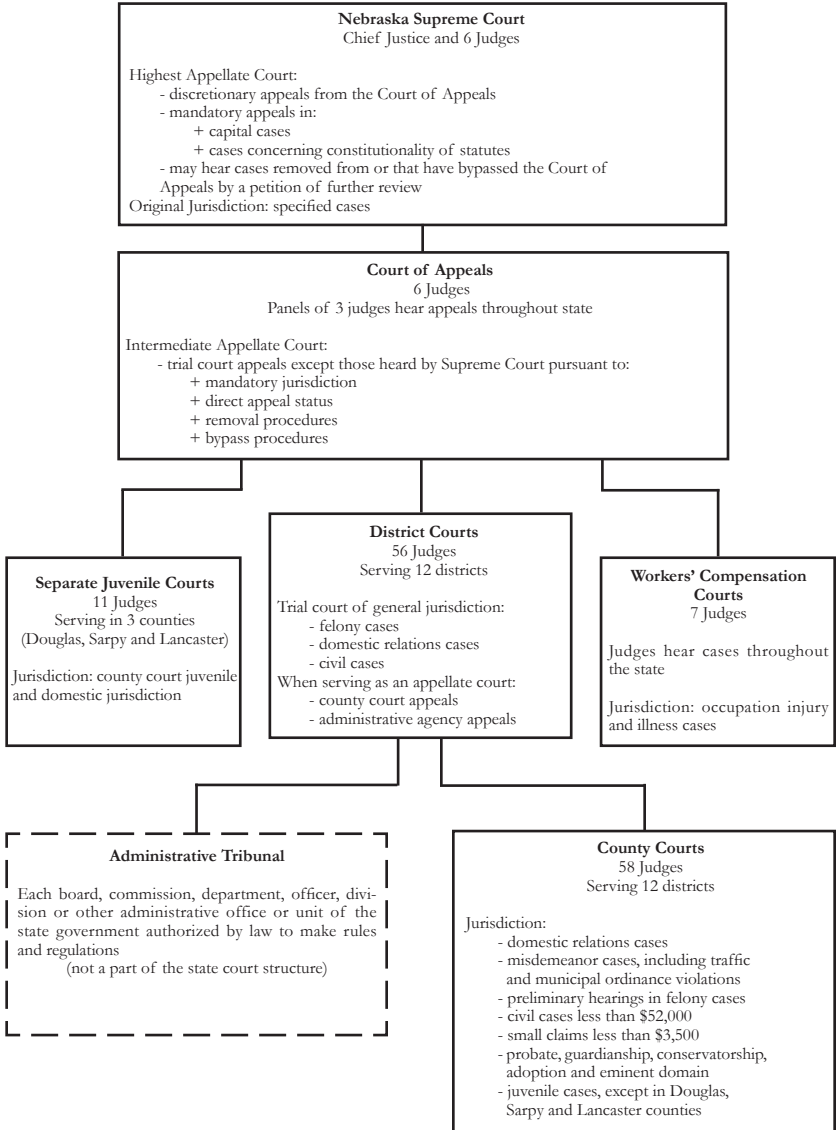 Nebraska Supreme Court
Chief Justice and 6 Judges
Highest Appellate Court:
- discretionary appeals from the Court of Appeals
- mandatory appeals in:
+ capital cases
+ cases concerning constitutionality of statutes
- may hear cases removed from or that have bypassed the Court of
Appeals by a petition of further review
Original Jurisdiction: specified cases
Court of Appeals
6 Judges
Panels of 3 judges hear appeals throughout state
Intermediate Appellate Court:
- trial court appeals except those heard by Supreme Court pursuant to:
+ mandatory jurisdiction
+ direct appeal status
+ removal procedures
+ bypass procedures
Separate Juvenile Courts
11 Judges
Serving in 3 counties
(Douglas, Sarpy and Lancaster)
Jurisdiction: county court juvenile
and domestic jurisdiction
District Courts
56 Judges
Serving 12 districts
Trial court of general jurisdiction:
- felony cases
- domestic relations cases
- civil cases
When serving as an appellate court:
- county court appeals
- administrative agency appeals
Workers' Compensation
Courts
7 Judges
Judges hear cases throughout
the state
Jurisdiction: occupation injury
and illness cases
Administrative Tribunal
Each board, commission, department, officer, divi-
sion or other administrative office or unit of the
state government authorized by law to make rules
and regulations
(not a part of the state court structure)
County Courts
58 Judges
Serving 12 districts
Jurisdiction:
- domestic relations cases
- misdemeanor cases, including traffic
and municipal ordinance violations
- preliminary hearings in felony cases
- civil cases less than $52,000
- small claims less than $3,500
- probate, guardianship, conservatorship,
adoption and eminent domain
- juvenile cases, except in Douglas,
Sarpy and Lancaster counties